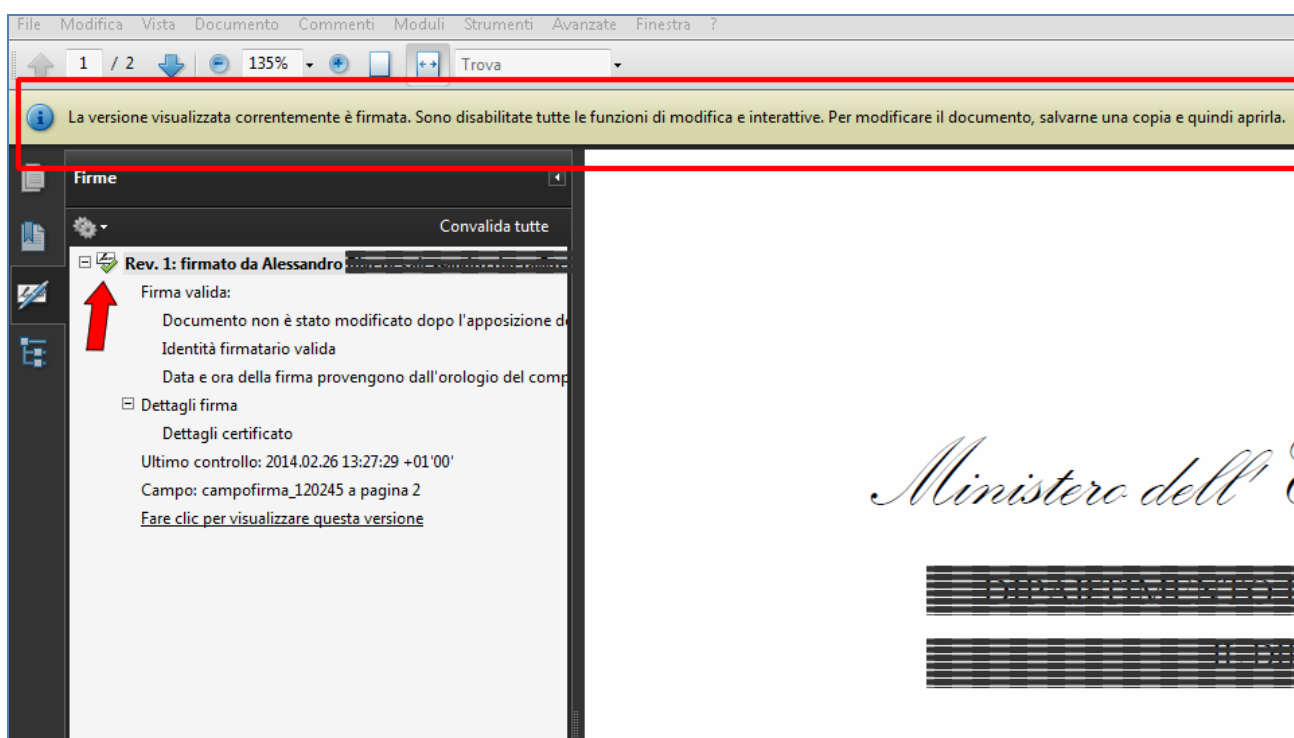 File Modifica Vista Documento Commenti Moduli Strumenti Avanzate Finestra ?
1 / 2 135% Trova
La versione visualizzata correntemente è firmata. Sono disabilitate tutte le funzioni di modifica e interattive. Per modificare il documento, salvarne una copia e quindi aprirla.
Firme
Convalida tutte
Rev. 1: firmato da Alessandro
Firma valida:
Documento non è stato modificato dopo l'apposizione
Identità firmatario valida
Data e ora della firma provengono dall'orologio del comp
Dettagli firma
Dettagli certificato
Ultimo controllo: 2014.02.26 13:27:29 +01'00'
Campo: campofirma_120245 a pagina 2
Fare clic per visualizzare questa versione
Ministero dell'
DIPARTIMENTO